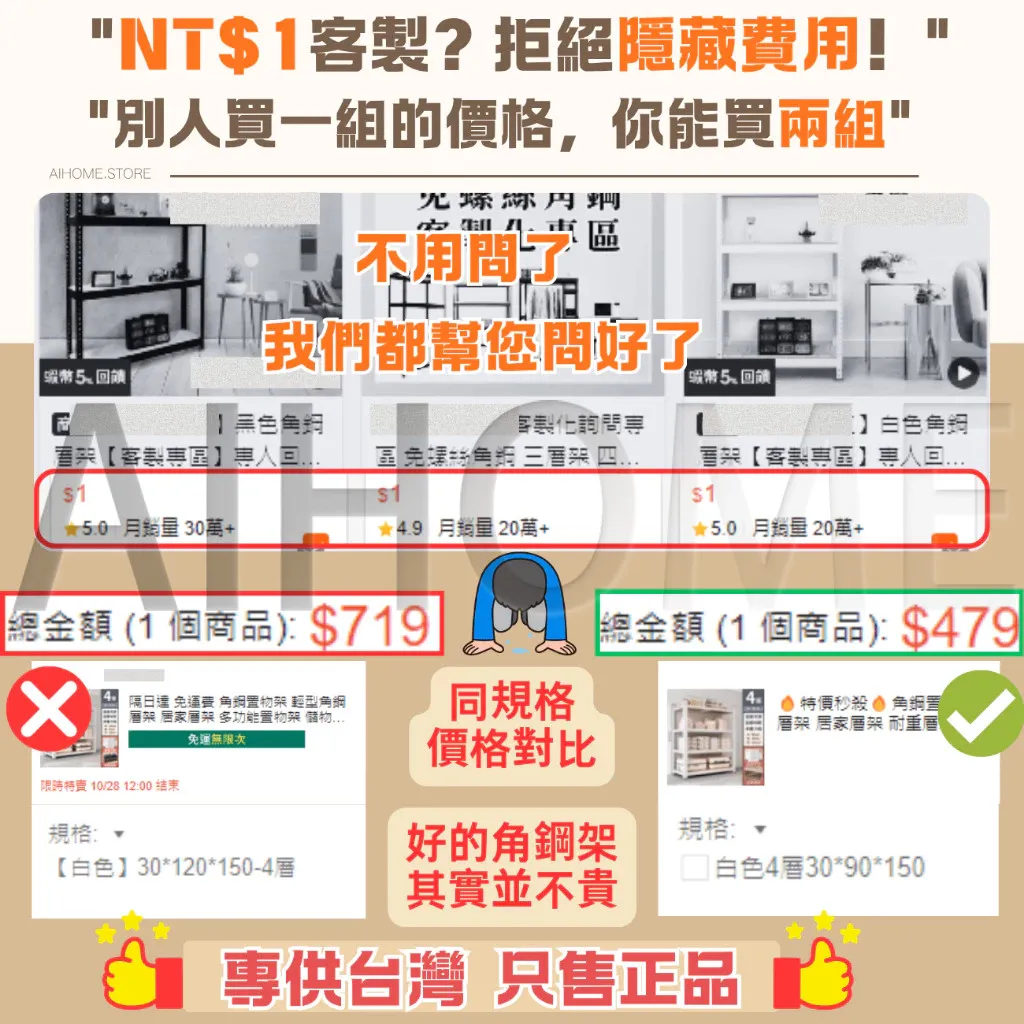 "NT$1客製? 拒絕隱藏費用! "
"別人買一組的價格, 你能買兩組"
AIHOME.STORE
免螺絲角鋼
客製化專區
不用問了
我們都幫您問好了
蝦幣5%回饋
蝦幣5%回饋
】黑色角鋼
層架【客製專區】專人回...
客製化詢問專
區 免螺絲角鋼 三層架 四...
】白色角鋼
層架【客製專區】專人回...
AIHOME
$1
5.0 月銷量 30萬+
$1
4.9 月銷量 20萬+
$1
5.0 月銷量 20萬+
總金額 (1 個商品): $719
總金額 (1 個商品): $479
隔日達 免運費 角鋼置物架 輕型角鋼
層架 居家層架 多功能置物架 儲物...
免運無限次
限時特賣 10/28 12:00 結束
規格:
【白色】30*120*150-4層
同規格
價格對比
好的角鋼架
其實並不貴
🔥特價秒殺🔥 角鋼置
層架 居家層架 耐重層
規格:
白色4層30*90*150
專供台灣 只售正品